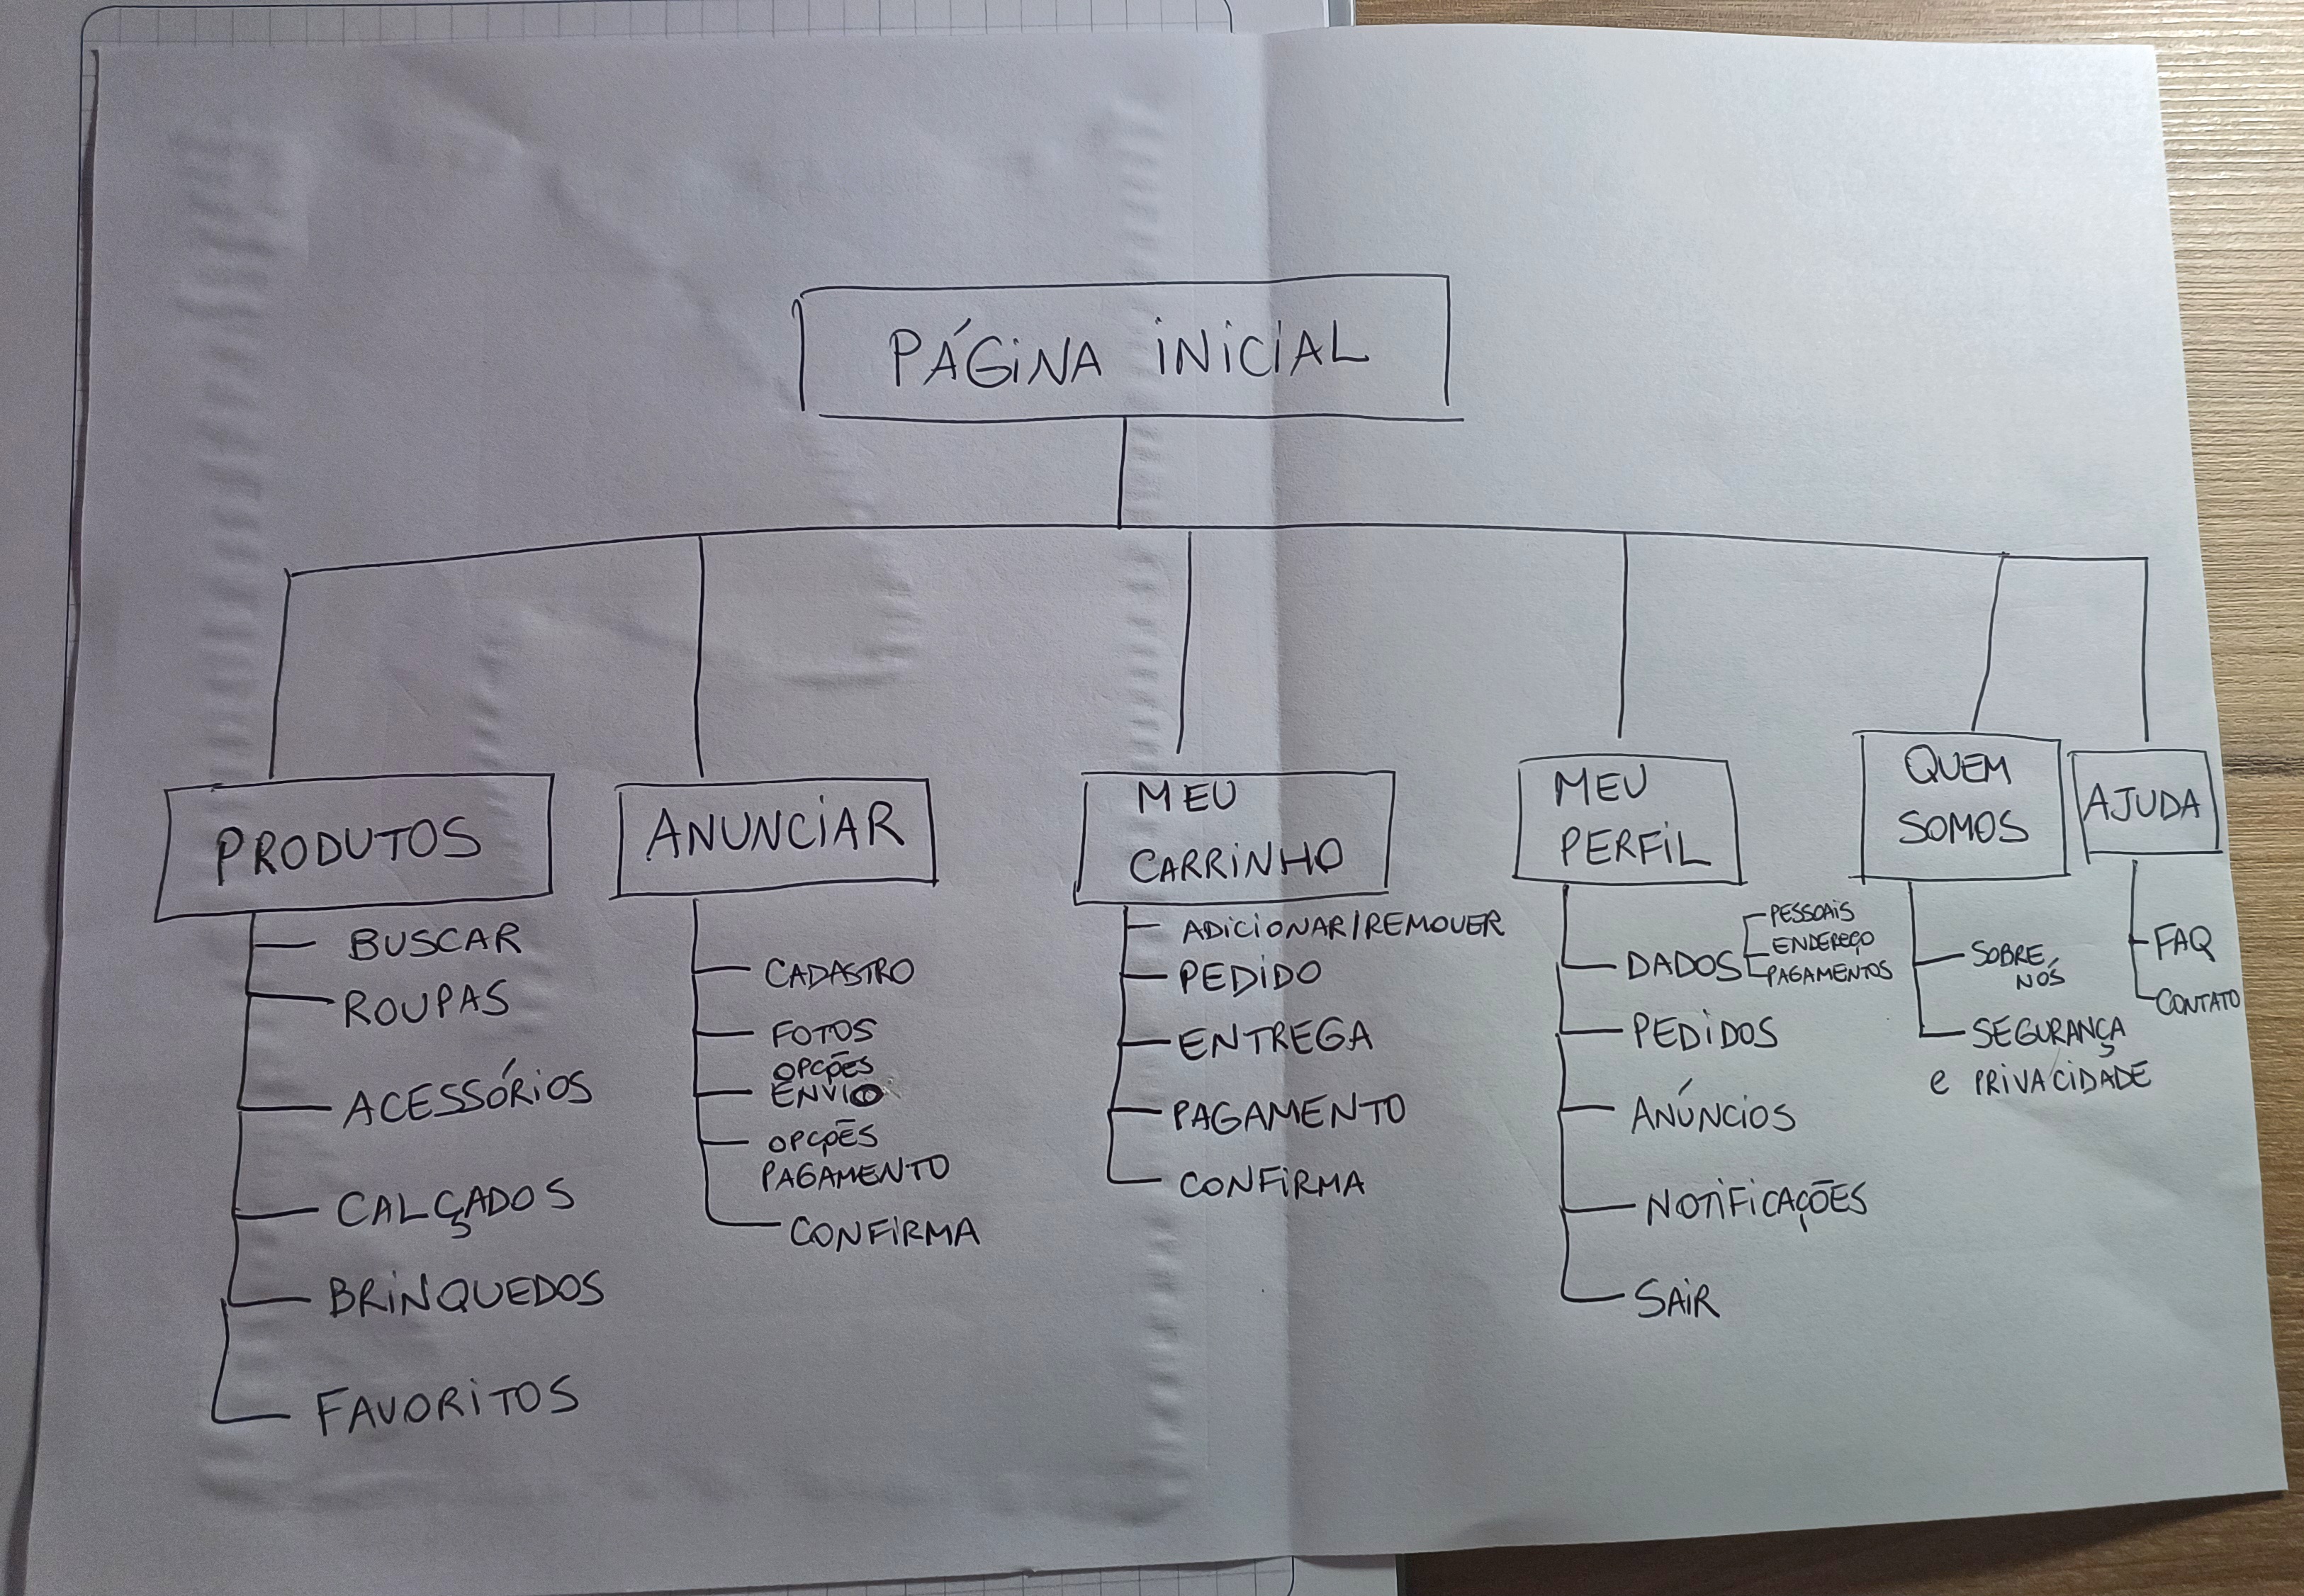 PÁGINA INICIAL
PRODUTOS
BUSCAR
ROUPAS
ACESSÓRIOS
CALÇADOS
BRINQUEDOS
FAVORITOS
ANUNCIAR
CADASTRO
FOTOS
OPÇÕES
ENVIO
OPÇÕES
PAGAMENTO
CONFIRMA
MEU
CARRINHO
ADICIONAR/REMOVER
PEDIDO
ENTREGA
PAGAMENTO
CONFIRMA
MEU
PERFIL
DADOS
PESSOAIS
ENDEREÇO
PAGAMENTOS
PEDIDOS
ANÚNCIOS
NOTIFICAÇÕES
SAIR
QUEM
SOMOS
SOBRE
NÓS
SEGURANÇA
e PRIVACIDADE
AJUDA
FAQ
CONTATO